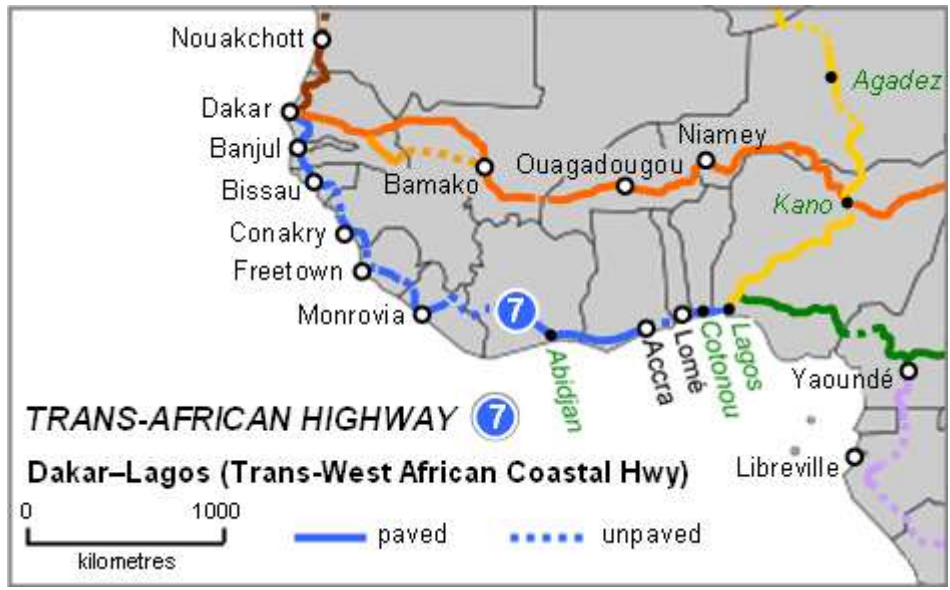 Nouakchott
Agadez
Dakar
Banjul
Niamey
Ouagadougou
Bissau
Bamako
Kano
Conakry
Freetown
Monrovia
7
Abidjan
Accra
Lomé
Cotonou
Lagos
Yaoundé
TRANS-AFRICAN HIGHWAY 7
Libreville
Dakar–Lagos (Trans-West African Coastal Hwy)
0 1000
kilometres
paved
unpaved